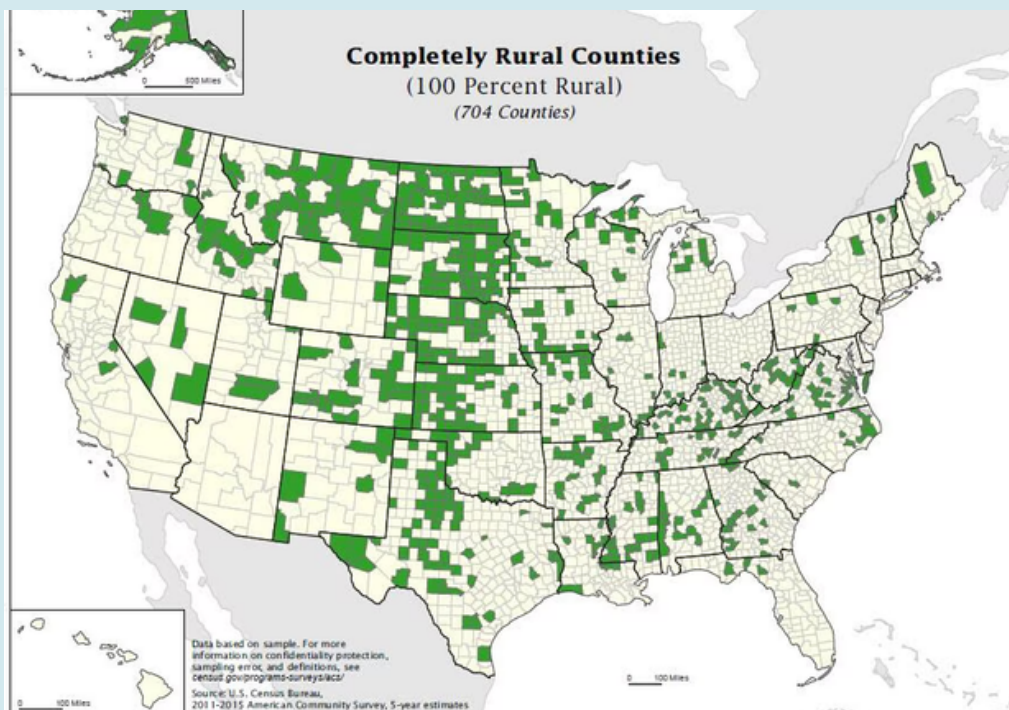 0 500 Miles
Completely Rural Counties
(100 Percent Rural)
(704 Counties)
Data based on sample. For more
information on confidentiality protection,
sampling error, and definitions, see
census.gov/programs-surveys/acs/
Source: U.S. Census Bureau,
2011-2015 American Community Survey, 5-year estimates
0 100 Miles
0 100 Miles